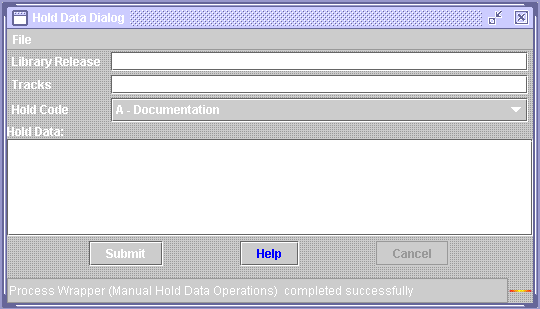 Hold Data Dialog
File
Library Release
Tracks
Hold Code A - Documentation
Hold Data:
Submit Help Cancel
Process Wrapper (Manual Hold Data Operations) completed successfully